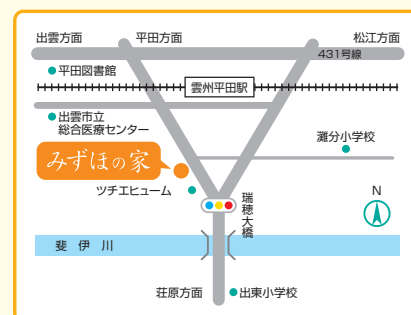 出雲方面
平田方面
松江方面
431号線
平田図書館
雲州平田駅
出雲市立
総合医療センター
灘分小学校
みずほの家
ツチエヒューム
瑞穂大橋
N
斐伊川
荘原方面
出東小学校